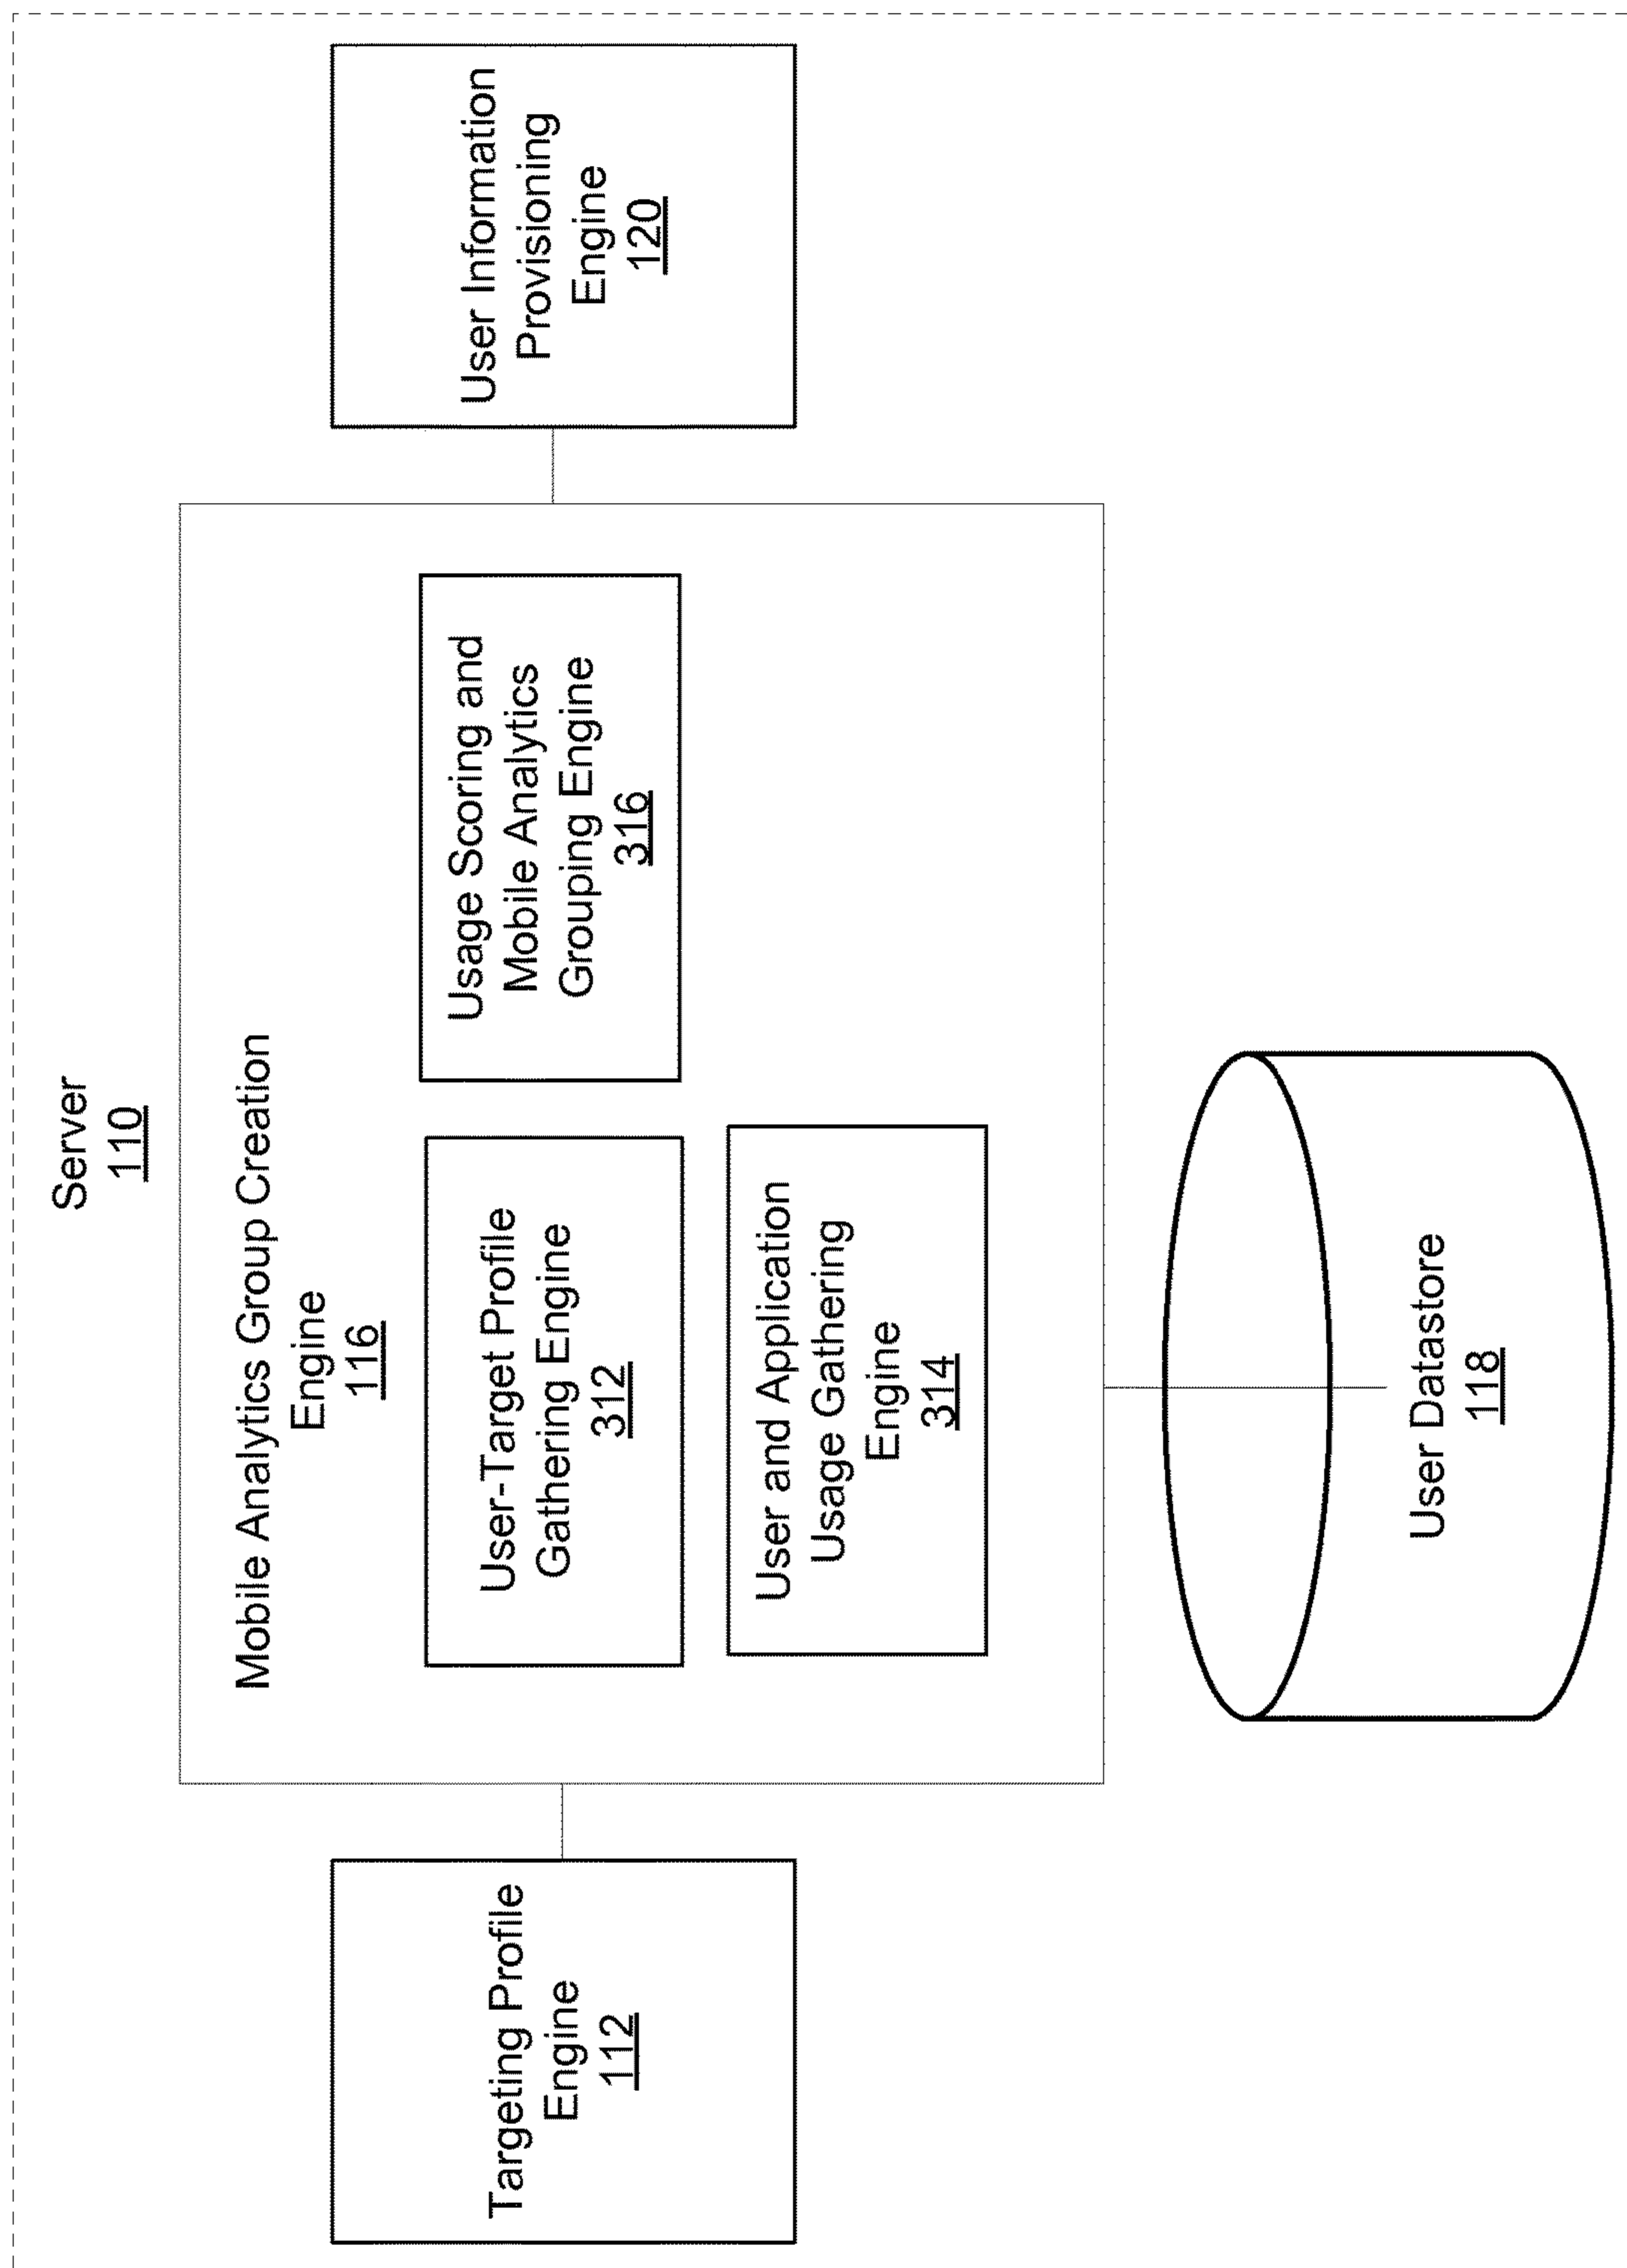 Server
110
Mobile Analytics Group Creation
Engine
116
Targeting Profile
Engine
112
User-Target Profile
Gathering Engine
312
Usage Scoring and
Mobile Analytics
Grouping Engine
316
User Information
Provisioning
Engine
120
User and Application
Usage Gathering
Engine
314
User Datastore
118